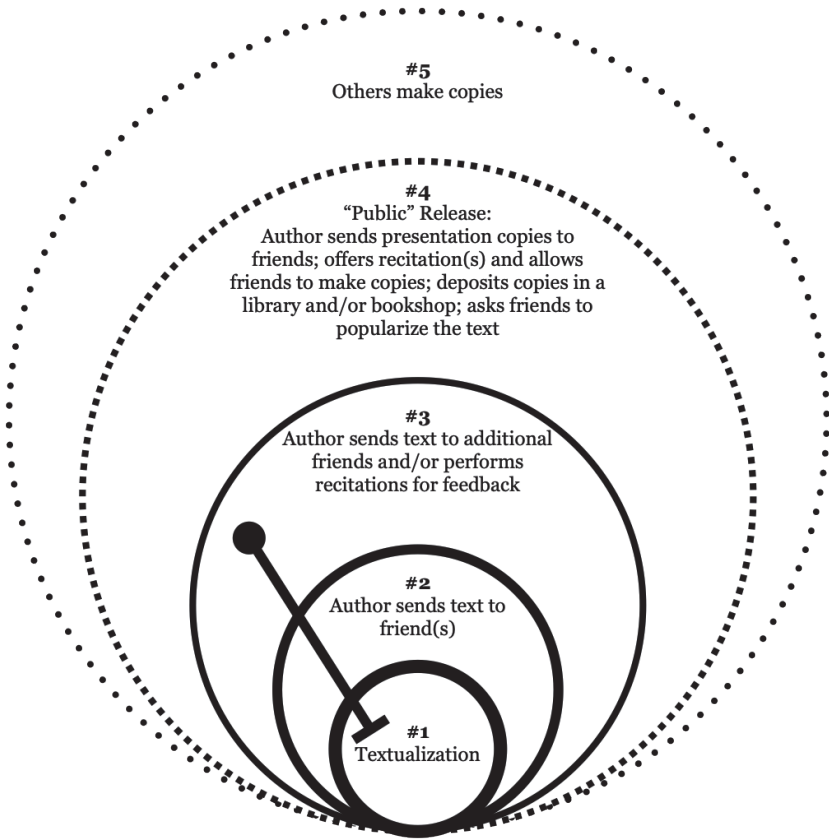 #5
Others make copies
#4
“Public” Release:
Author sends presentation copies to
friends; offers recitation(s) and allows
friends to make copies; deposits copies in a
library and/or bookshop; asks friends to
popularize the text
#3
Author sends text to additional
friends and/or performs
recitations for feedback
#2
Author sends text to
friend(s)
#1
Textualization